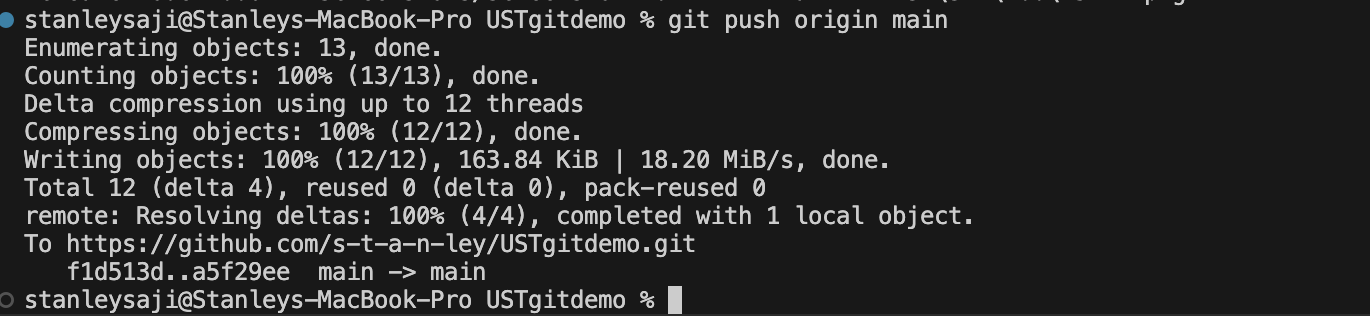 stanleysaji@Stanleys-MacBook-Pro USTgitdemo % git push origin main
Enumerating objects: 13, done.
Counting objects: 100% (13/13), done.
Delta compression using up to 12 threads
Compressing objects: 100% (12/12), done.
Writing objects: 100% (12/12), 163.84 KiB | 18.20 MiB/s, done.
Total 12 (delta 4), reused 0 (delta 0), pack-reused 0
remote: Resolving deltas: 100% (4/4), completed with 1 local object.
To https://github.com/s-t-a-n-ley/USTgitdemo.git
   f1d513d..a5f29ee  main -> main
stanleysaji@Stanleys-MacBook-Pro USTgitdemo %